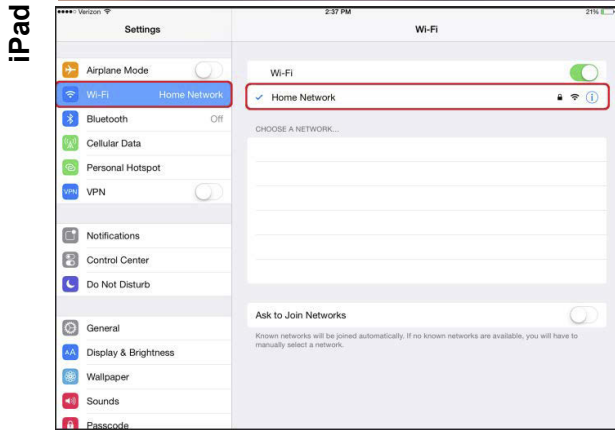 iPad
Verizon
2:37 PM
21%
Settings
Wi-Fi
Airplane Mode
Wi-Fi Home Network
Bluetooth Off
Cellular Data
Personal Hotspot
VPN VPN
Notifications
Control Center
Do Not Disturb
General
AA Display & Brightness
Wallpaper
Sounds
Passcode
Wi-Fi
Home Network
CHOOSE A NETWORK...
Ask to Join Networks
Known networks will be joined automatically. If no known networks are available, you will have to
manually select a network.